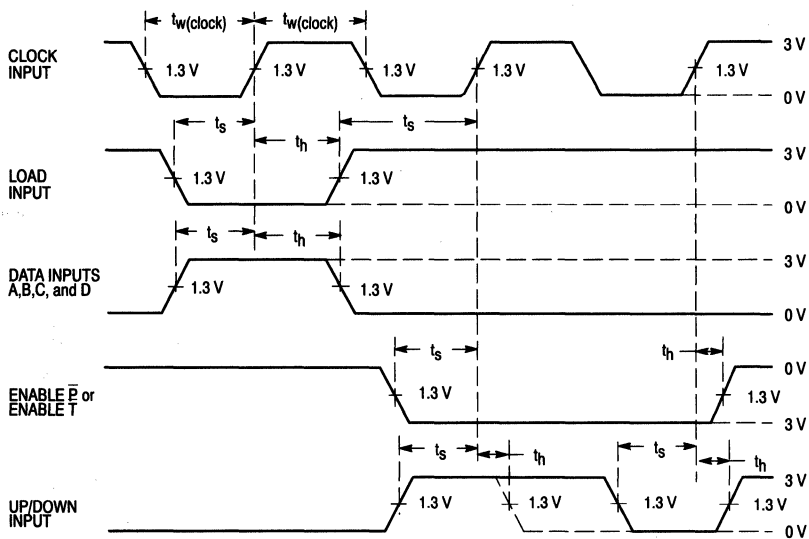 tw(clock) tw(clock)
CLOCK
INPUT
1.3 V 1.3 V 1.3 V 1.3 V 1.3 V
3 V
0 V
ts th ts
LOAD
INPUT
1.3 V 1.3 V
3 V
0 V
ts th
DATA INPUTS
A,B,C, and D
1.3 V 1.3 V
3 V
0 V
ts th
ENABLE P̅ or
ENABLE T̅
1.3 V 1.3 V
0 V
3 V
ts th ts th
UP/DOWN
INPUT
1.3 V 1.3 V 1.3 V 1.3 V
3 V
0 V